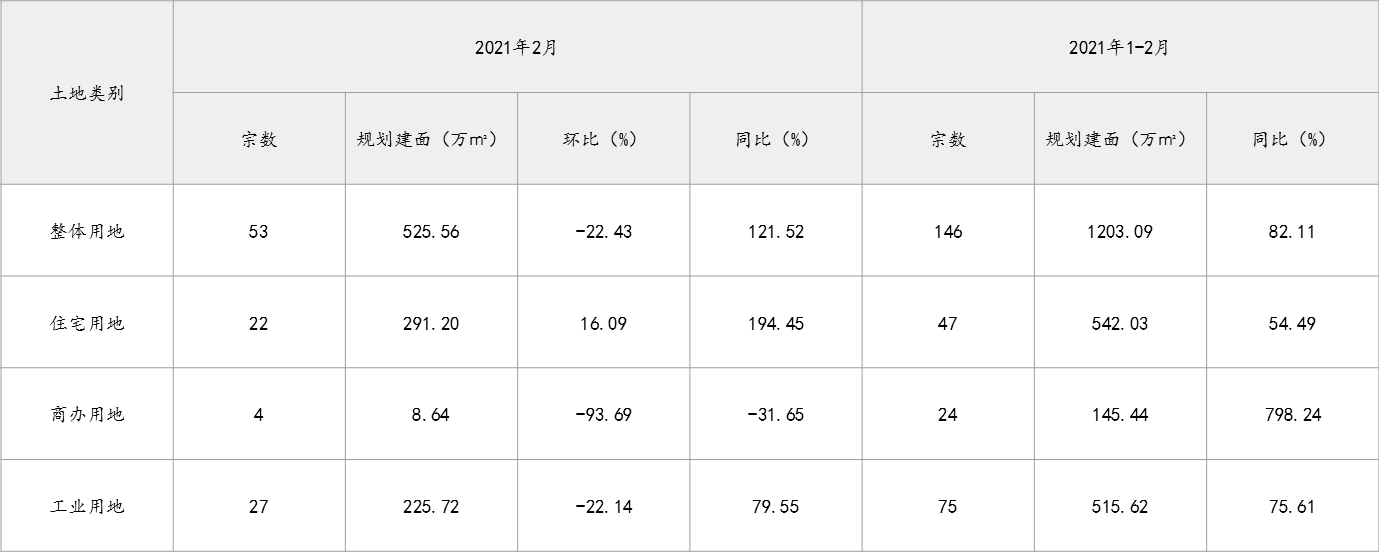 土地类别 2021年2月 2021年1-2月
宗数 规划建面（万㎡） 环比（%） 同比（%） 宗数 规划建面（万㎡） 同比（%）
整体用地 53 525.56 -22.43 121.52 146 1203.09 82.11
住宅用地 22 291.20 16.09 194.45 47 542.03 54.49
商办用地 4 8.64 -93.69 -31.65 24 145.44 798.24
工业用地 27 225.72 -22.14 79.55 75 515.62 75.61